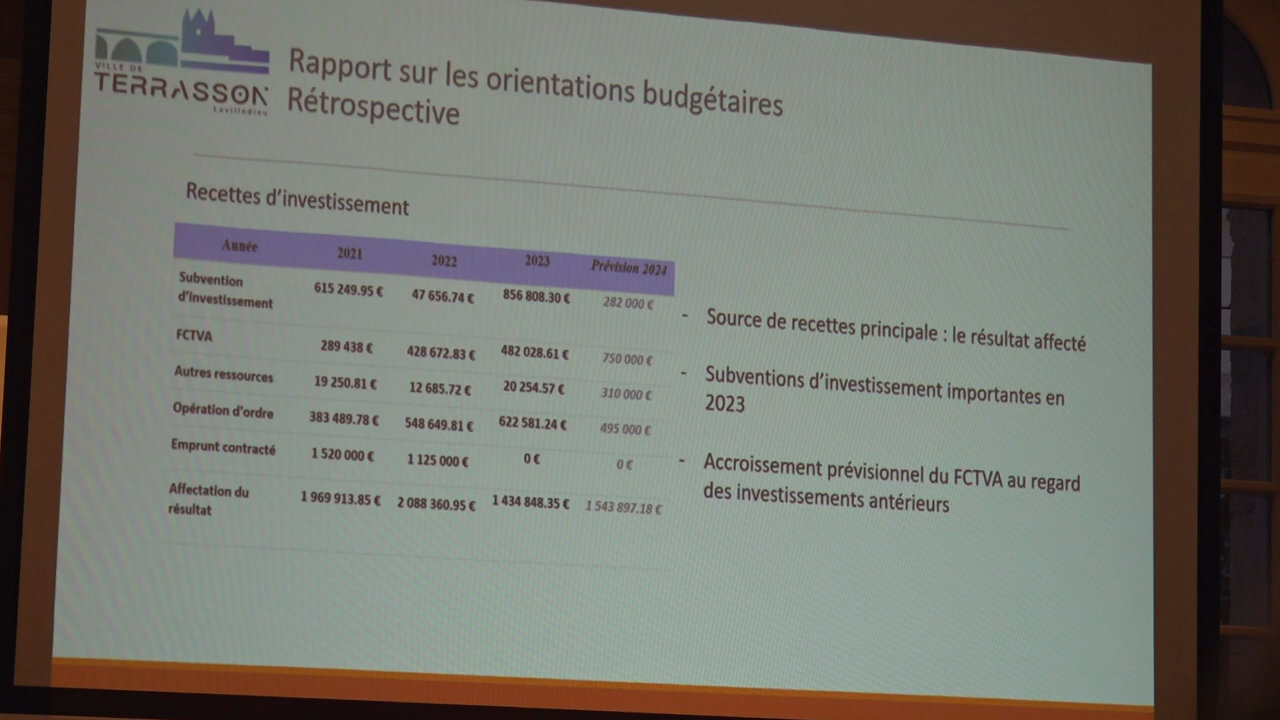 VILLE DE
TERRASSON
Lavilledieu
Rapport sur les orientations budgétaires
Rétrospective
Recettes d'investissement
Année 2021 2022 2023 Prévision 2024
Subvention d'investissement 615 249.95 € 47 656.74 € 856 808.30 € 282 000 €
FCTVA 289 438 € 428 672.83 € 482 028.61 € 750 000 €
Autres ressources 19 250.81 € 12 685.72 € 20 254.57 € 310 000 €
Opération d'ordre 383 489.78 € 548 649.81 € 622 581.24 € 495 000 €
Emprunt contracté 1 520 000 € 1 125 000 € 0 € 0 €
Affectation du résultat 1 969 913.85 € 2 088 360.95 € 1 434 848.35 € 1 543 897.18 €
- Source de recettes principale : le résultat affecté
- Subventions d'investissement importantes en
2023
- Accroissement prévisionnel du FCTVA au regard
des investissements antérieurs